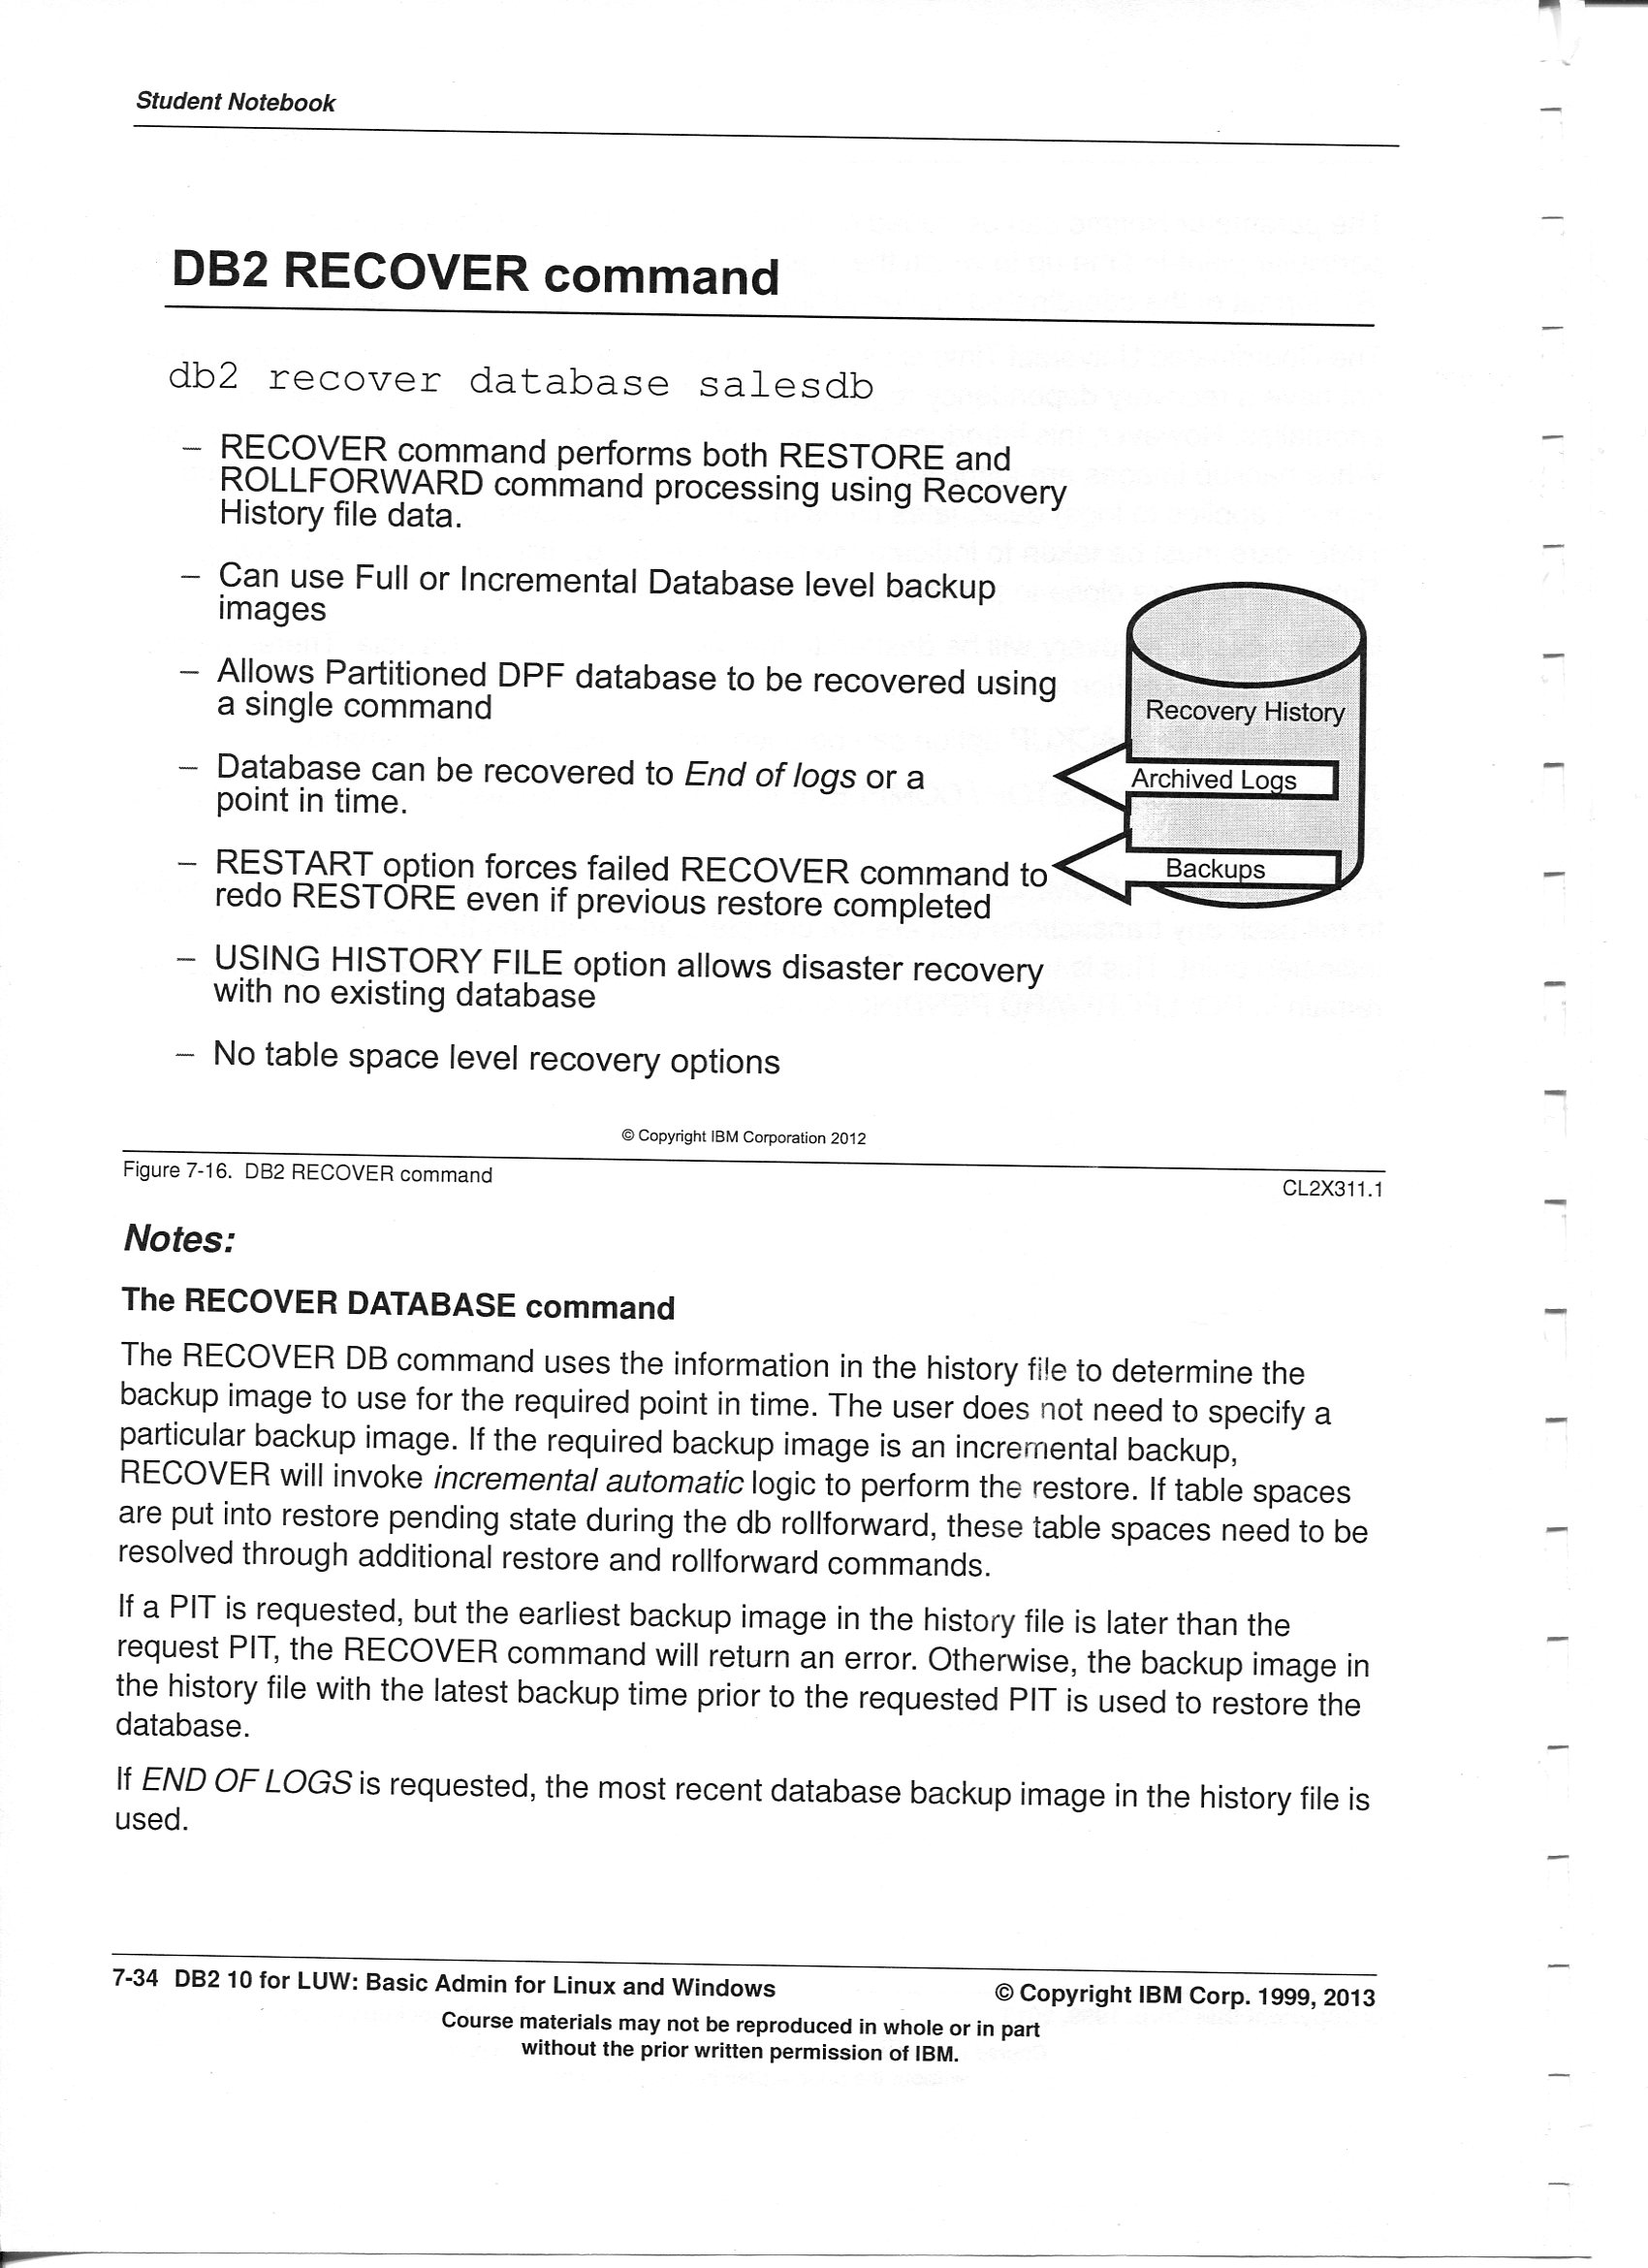 Student Notebook
DB2 RECOVER command
db2 recover database salesdb
– RECOVER command performs both RESTORE and
ROLLFORWARD command processing using Recovery
History file data.
– Can use Full or Incremental Database level backup
images
– Allows Partitioned DPF database to be recovered using
a single command
– Database can be recovered to End of logs or a
point in time.
– RESTART option forces failed RECOVER command to
redo RESTORE even if previous restore completed
– USING HISTORY FILE option allows disaster recovery
with no existing database
– No table space level recovery options
Recovery History
Archived Logs
Backups
© Copyright IBM Corporation 2012
Figure 7-16. DB2 RECOVER command
CL2X311.1
Notes:
The RECOVER DATABASE command
The RECOVER DB command uses the information in the history file to determine the
backup image to use for the required point in time. The user does not need to specify a
particular backup image. If the required backup image is an incremental backup,
RECOVER will invoke incremental automatic logic to perform the restore. If table spaces
are put into restore pending state during the db rollforward, these table spaces need to be
resolved through additional restore and rollforward commands.
If a PIT is requested, but the earliest backup image in the history file is later than the
request PIT, the RECOVER command will return an error. Otherwise, the backup image in
the history file with the latest backup time prior to the requested PIT is used to restore the
database.
If END OF LOGS is requested, the most recent database backup image in the history file is
used.
7-34 DB2 10 for LUW: Basic Admin for Linux and Windows
© Copyright IBM Corp. 1999, 2013
Course materials may not be reproduced in whole or in part
without the prior written permission of IBM.